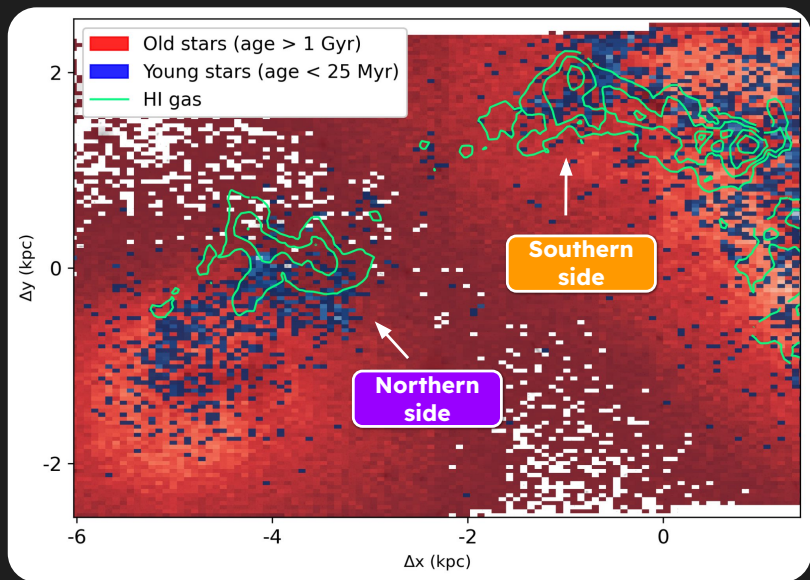 Old stars (age > 1 Gyr)
Young stars (age < 25 Myr)
HI gas
2
0
-2
Δy (kpc)
Southern
side
Northern
side
-6
-4
-2
0
Δx (kpc)